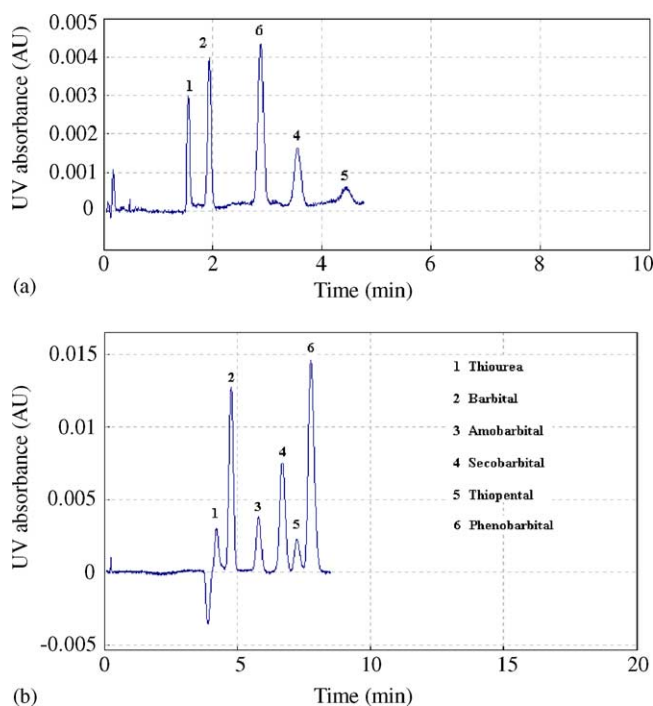 UV absorbance (AU)
0.005
0.004
0.003
0.002
0.001
0
1
2
6
4
5
0 2 4 6 8 10
Time (min)
(a)
UV absorbance (AU)
0.015
0.01
0.005
0
-0.005
1
2
3
4
5
6
1 Thiourea
2 Barbital
3 Amobarbital
4 Secobarbital
5 Thiopental
6 Phenobarbital
0 5 10 15 20
Time (min)
(b)